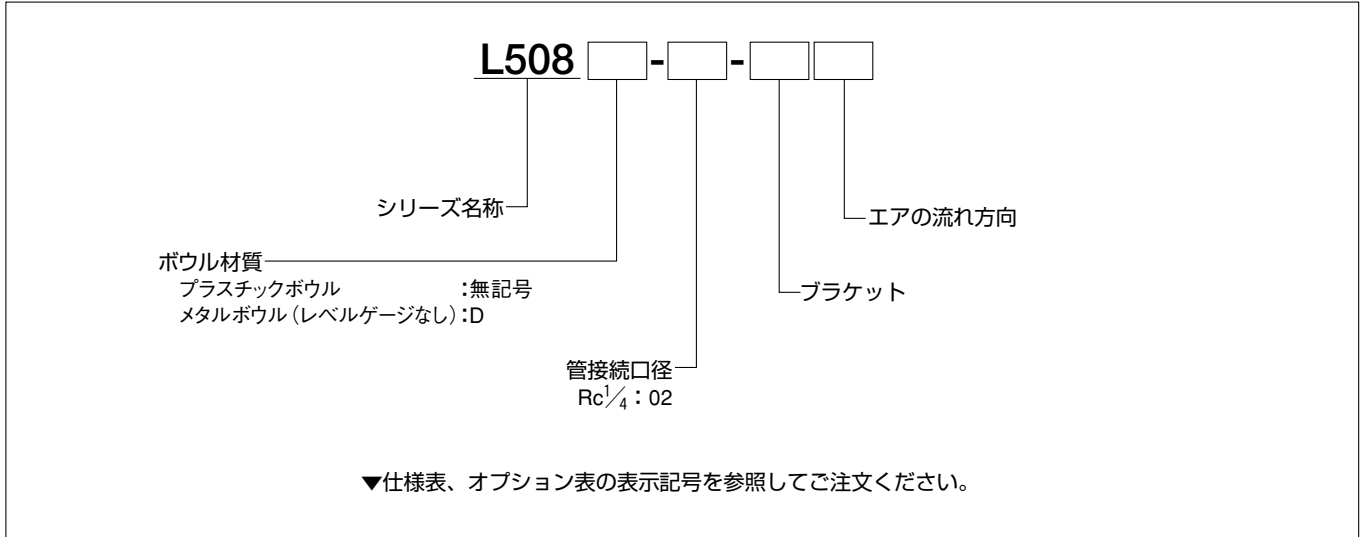 L508 - -
シリーズ名称
エアの流れ方向
ボウル材質
プラスチックボウル :無記号
メタルボウル(レベルゲージなし):D
ブラケット
管接続口径
Rc1/4:02
▼仕様表、オプション表の表示記号を参照してご注文ください。